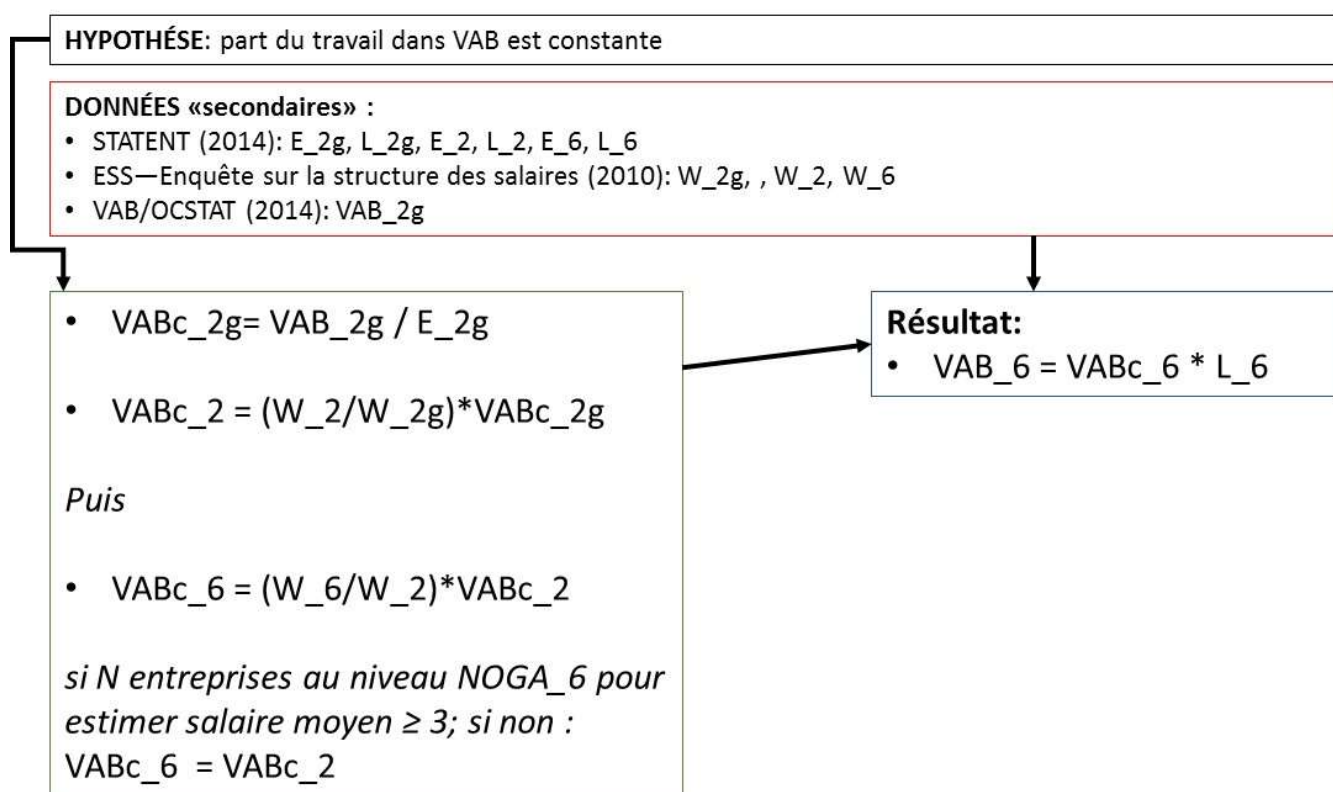 HYPOTHÉSE: part du travail dans VAB est constante
DONNÉES «secondaires» :
• STATENT (2014): E_2g, L_2g, E_2, L_2, E_6, L_6
• ESS—Enquête sur la structure des salaires (2010): W_2g, , W_2, W_6
• VAB/OCSTAT (2014): VAB_2g
• VABc_2g= VAB_2g / E_2g
• VABc_2 = (W_2/W_2g)*VABc_2g
Puis
• VABc_6 = (W_6/W_2)*VABc_2
si N entreprises au niveau NOGA_6 pour
estimer salaire moyen ≥ 3; si non :
VABc_6 = VABc_2
Résultat:
• VAB_6 = VABc_6 * L_6